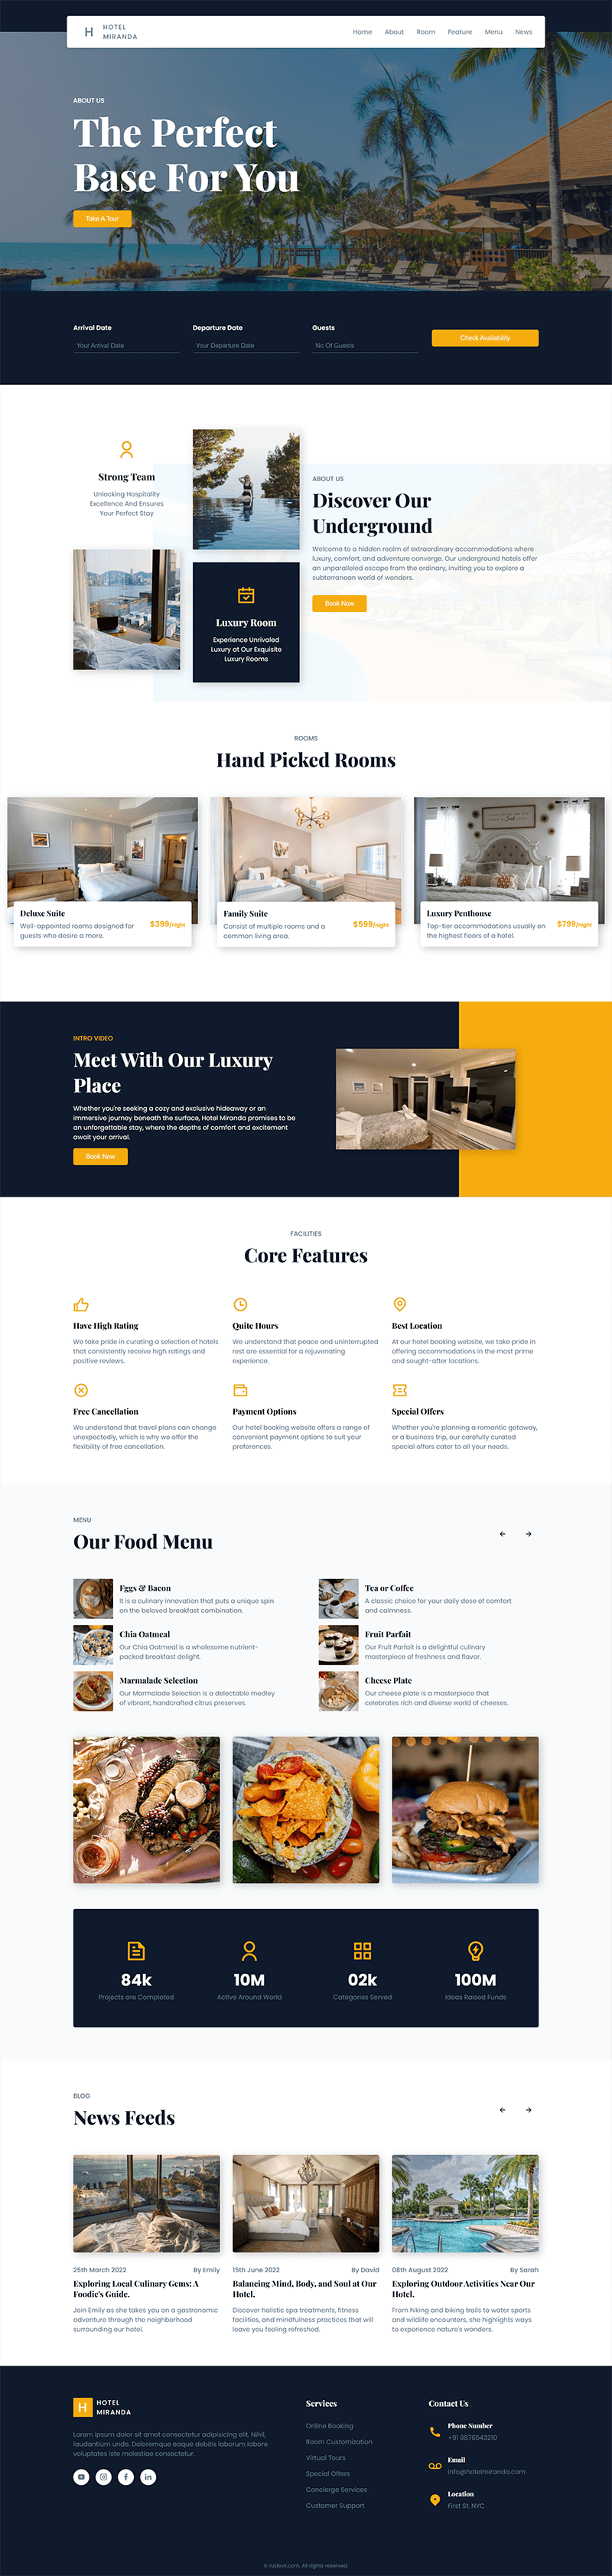 H
HOTEL
MIRANDA
Home About Room Feature Menu News
ABOUT US
The Perfect
Base For You
Take A Tour
Arrival Date
Your Arrival Date
Departure Date
Your Departure Date
Guests
No Of Guests
Check Availability
Strong Team
Unlocking Hospitality
Excellence And Ensures
Your Perfect Stay
Luxury Room
Experience Unrivaled
Luxury at Our Exquisite
Luxury Rooms
ABOUT US
Discover Our
Underground
Welcome to a hidden realm of extraordinary accommodations where
luxury, comfort, and adventure converge. Our underground hotels offer
an unparalleled escape from the ordinary, inviting you to explore a
subterranean world of wonders.
Book Now
ROOMS
Hand Picked Rooms
Deluxe Suite
Well-appointed rooms designed for
guests who desire a more.
$399/night
Family Suite
Consist of multiple rooms and a
common living area.
$599/night
Luxury Penthouse
Top-tier accommodations usually on
the highest floors of a hotel.
$799/night
INTRO VIDEO
Meet With Our Luxury
Place
Whether you're seeking a cozy and exclusive hideaway or an
immersive journey beneath the surface, Hotel Miranda promises to be
an unforgettable stay, where the depths of comfort and excitement
await your arrival.
Book Now
FACILITIES
Core Features
Have High Rating
We take pride in curating a selection of hotels
that consistently receive high ratings and
positive reviews.
Quite Hours
We understand that peace and uninterrupted
rest are essential for a rejuvenating
experience.
Best Location
At our hotel booking website, we take pride in
offering accommodations in the most prime
and sought-after locations.
Free Cancellation
We understand that travel plans can change
unexpectedly, which is why we offer the
flexibility of free cancellation.
Payment Options
Our hotel booking website offers a range of
convenient payment options to suit your
preferences.
Special Offers
Whether you're planning a romantic getaway,
or a business trip, our carefully curated
special offers cater to all your needs.
MENU
Our Food Menu
Eggs & Bacon
It is a culinary innovation that puts a unique spin
on the beloved breakfast combination.
Tea or Coffee
A classic choice for your daily dose of comfort
and calmness.
Chia Oatmeal
Our Chia Oatmeal is a wholesome nutrient-
packed breakfast delight.
Fruit Parfait
Our Fruit Parfait is a delightful culinary
masterpiece of freshness and flavor.
Marmalade Selection
Our Marmalade Selection is a delectable medley
of vibrant, handcrafted citrus preserves.
Cheese Plate
Our cheese plate is a masterpiece that
celebrates rich and diverse world of cheeses.
84k
Projects are Completed
10M
Active Around World
02k
Categories Served
100M
Ideas Raised Funds
BLOG
News Feeds
25th March 2022 By Emily
Exploring Local Culinary Gems: A
Foodie's Guide.
Join Emily as she takes you on a gastronomic
adventure through the neighborhood
surrounding our hotel.
15th June 2022 By David
Balancing Mind, Body, and Soul at Our
Hotel.
Discover holistic spa treatments, fitness
facilities, and mindfulness practices that will
leave you feeling refreshed.
08th August 2022 By Sarah
Exploring Outdoor Activities Near Our
Hotel.
From hiking and biking trails to water sports
and wildlife encounters, she highlights ways
to experience nature's wonders.
H
HOTEL
MIRANDA
Lorem ipsum dolor sit amet consectetur adipisicing elit. Nihil,
laudantium unde. Doloremque eaque debitis laborum labore
voluptates iste molestiae consectetur.
Services
Online Booking
Room Customization
Virtual Tours
Special Offers
Concierge Services
Customer Support
Contact Us
Phone Number
+91 9876543210
Email
info@hotelmiranda.com
Location
First St, NYC